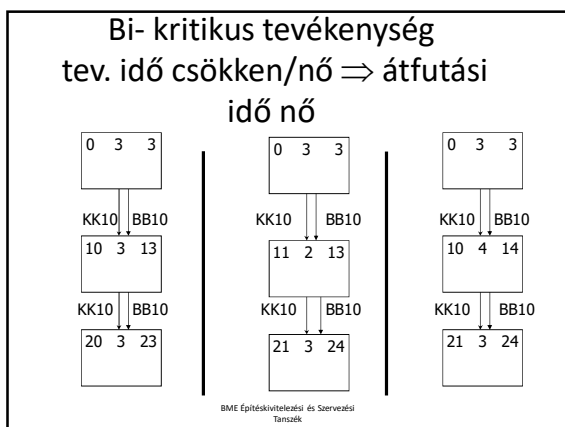 Bi- kritikus tevékenység
tev. idő csökken/nő ⇒ átfutási
idő nő
0 3 3
KK10 BB10
10 3 13
KK10 BB10
20 3 23
0 3 3
KK10 BB10
11 2 13
KK10 BB10
21 3 24
0 3 3
KK10 BB10
10 4 14
KK10 BB10
21 3 24
BME Építéskivitelezési és Szervezési
Tanszék